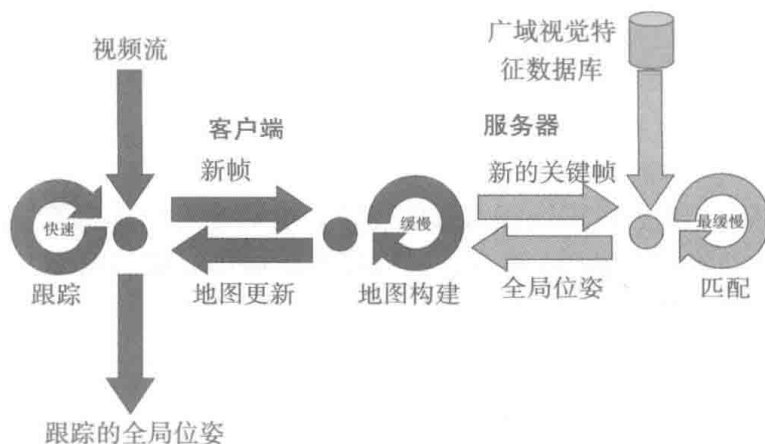 视频流
广域视觉特
征数据库
客户端
服务器
新帧
新的关键帧
快速
缓慢
最缓慢
跟踪
地图更新
地图构建
全局位姿
匹配
跟踪的全局位姿